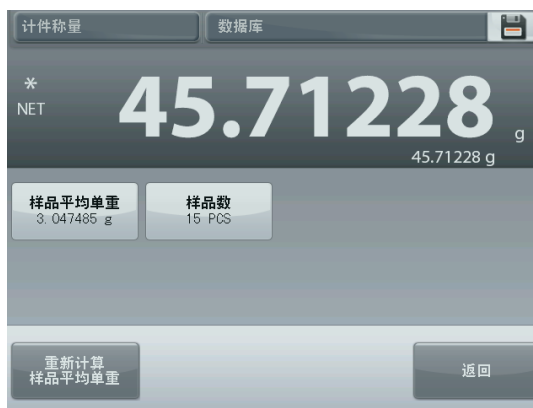 计件称量
数据库
*
NET
45.71228 g
45.71228 g
样品平均单重
3.047485 g
样品数
15 PCS
重新计算
样品平均单重
返回